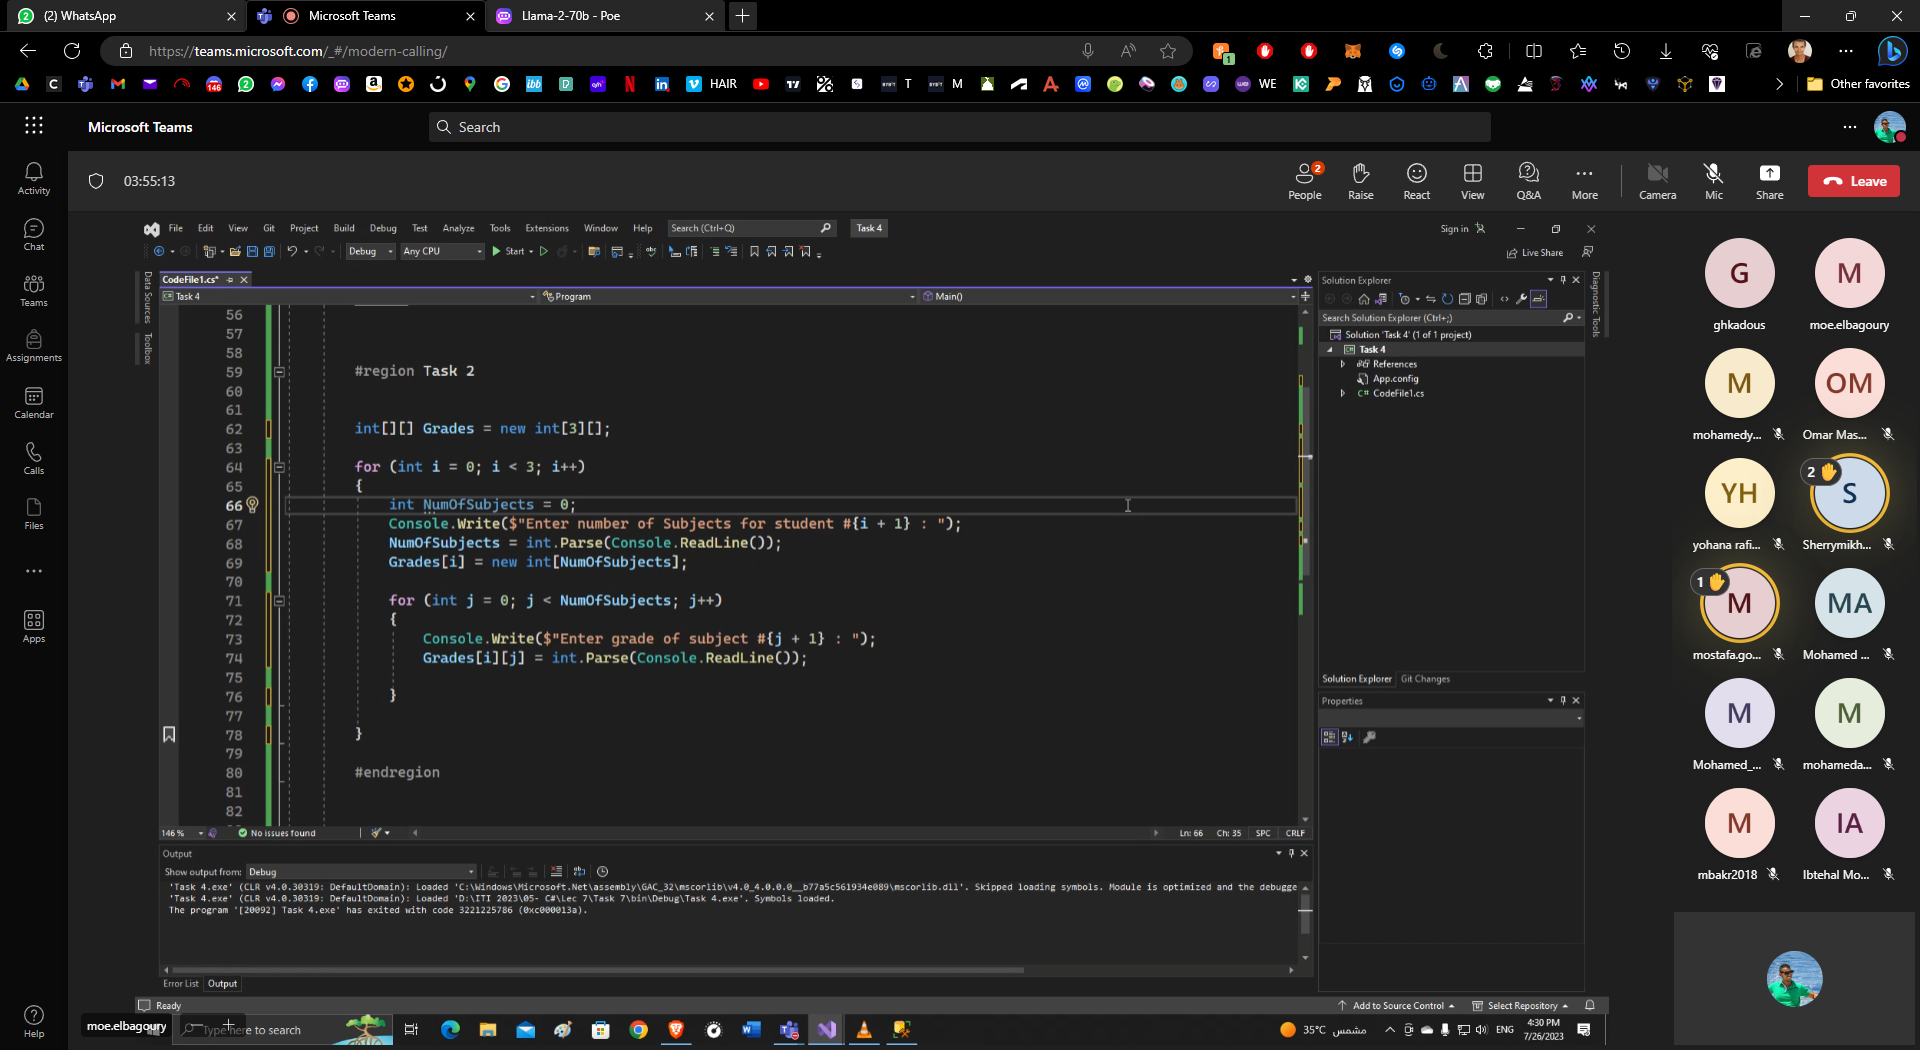 (2) WhatsApp
Microsoft Teams
Llama-2-70b - Poe
https://teams.microsoft.com/_#/modern-calling/
1
146
HAIR
T
M
WE
Other favorites
Microsoft Teams
Search
03:55:13
2
People
Raise
React
View
Q&A
More
Camera
Mic
Share
Leave
Activity
Chat
Teams
Assignments
Calendar
Calls
Files
Apps
Help
File Edit View Git Project Build Debug Test Analyze Tools Extensions Window Help
Search (Ctrl+Q)
Task 4
Sign in
Debug
Any CPU
Start
Live Share
Data Sources
Toolbox
CodeFile1.cs*
Task 4
Program
Main()
56
57
58
59 #region Task 2
60
61
62 int[][] Grades = new int[3][];
63
64 for (int i = 0; i < 3; i++)
65 {
66 int NumOfSubjects = 0;
67 Console.Write($"Enter number of Subjects for student #{i + 1} : ");
68 NumOfSubjects = int.Parse(Console.ReadLine());
69 Grades[i] = new int[NumOfSubjects];
70
71 for (int j = 0; j < NumOfSubjects; j++)
72 {
73 Console.Write($"Enter grade of subject #{j + 1} : ");
74 Grades[i][j] = int.Parse(Console.ReadLine());
75
76 }
77
78 }
79
80 #endregion
81
82
146 %
No issues found
Ln: 66 Ch: 35 SPC CRLF
Output
Show output from: Debug
'Task 4.exe' (CLR v4.0.30319: DefaultDomain): Loaded 'C:\Windows\Microsoft.Net\assembly\GAC_32\mscorlib\v4.0_4.0.0.0__b77a5c561934e089\mscorlib.dll'. Skipped loading symbols. Module is optimized and the debugge
'Task 4.exe' (CLR v4.0.30319: DefaultDomain): Loaded 'D:\ITI 2023\05- C#\Lec 7\Task 7\bin\Debug\Task 4.exe'. Symbols loaded.
The program '[20092] Task 4.exe' has exited with code 3221225786 (0xc000013a).
Error List
Output
Ready
Add to Source Control
Select Repository
Solution Explorer
Search Solution Explorer (Ctrl+;)
Solution 'Task 4' (1 of 1 project)
Task 4
References
App.config
C# CodeFile1.cs
Solution Explorer
Git Changes
Properties
Diagnostic Tools
G
ghkadous
M
moe.elbagoury
M
mohamedy...
OM
Omar Mas...
YH
yohana rafi...
2
S
Sherrymikh...
1
M
mostafa.go...
MA
Mohamed ...
M
Mohamed_...
M
mohameda...
M
mbakr2018
IA
Ibtehal Mo...
moe.elbagoury
Type here to search
35°C مشمس
ENG
4:30 PM
7/26/2023